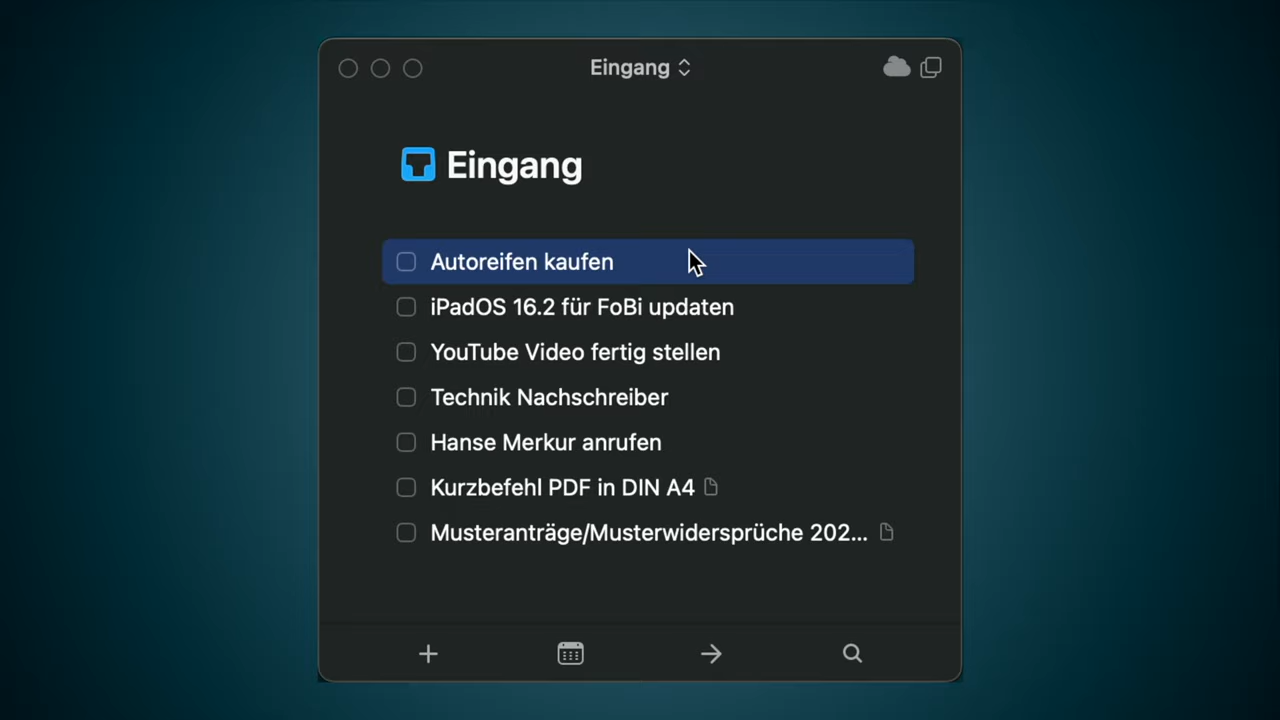 Eingang
Eingang
Autoreifen kaufen
iPadOS 16.2 für FoBi updaten
YouTube Video fertig stellen
Technik Nachschreiber
Hanse Merkur anrufen
Kurzbefehl PDF in DIN A4
Musteranträge/Musterwidersprüche 202...